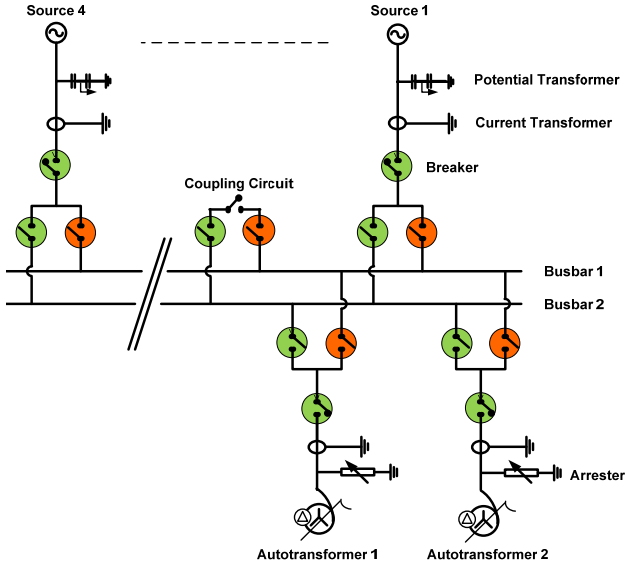 Source 4
Source 1
Potential Transformer
Current Transformer
Breaker
Coupling Circuit
Busbar 1
Busbar 2
Arrester
Autotransformer 1
Autotransformer 2